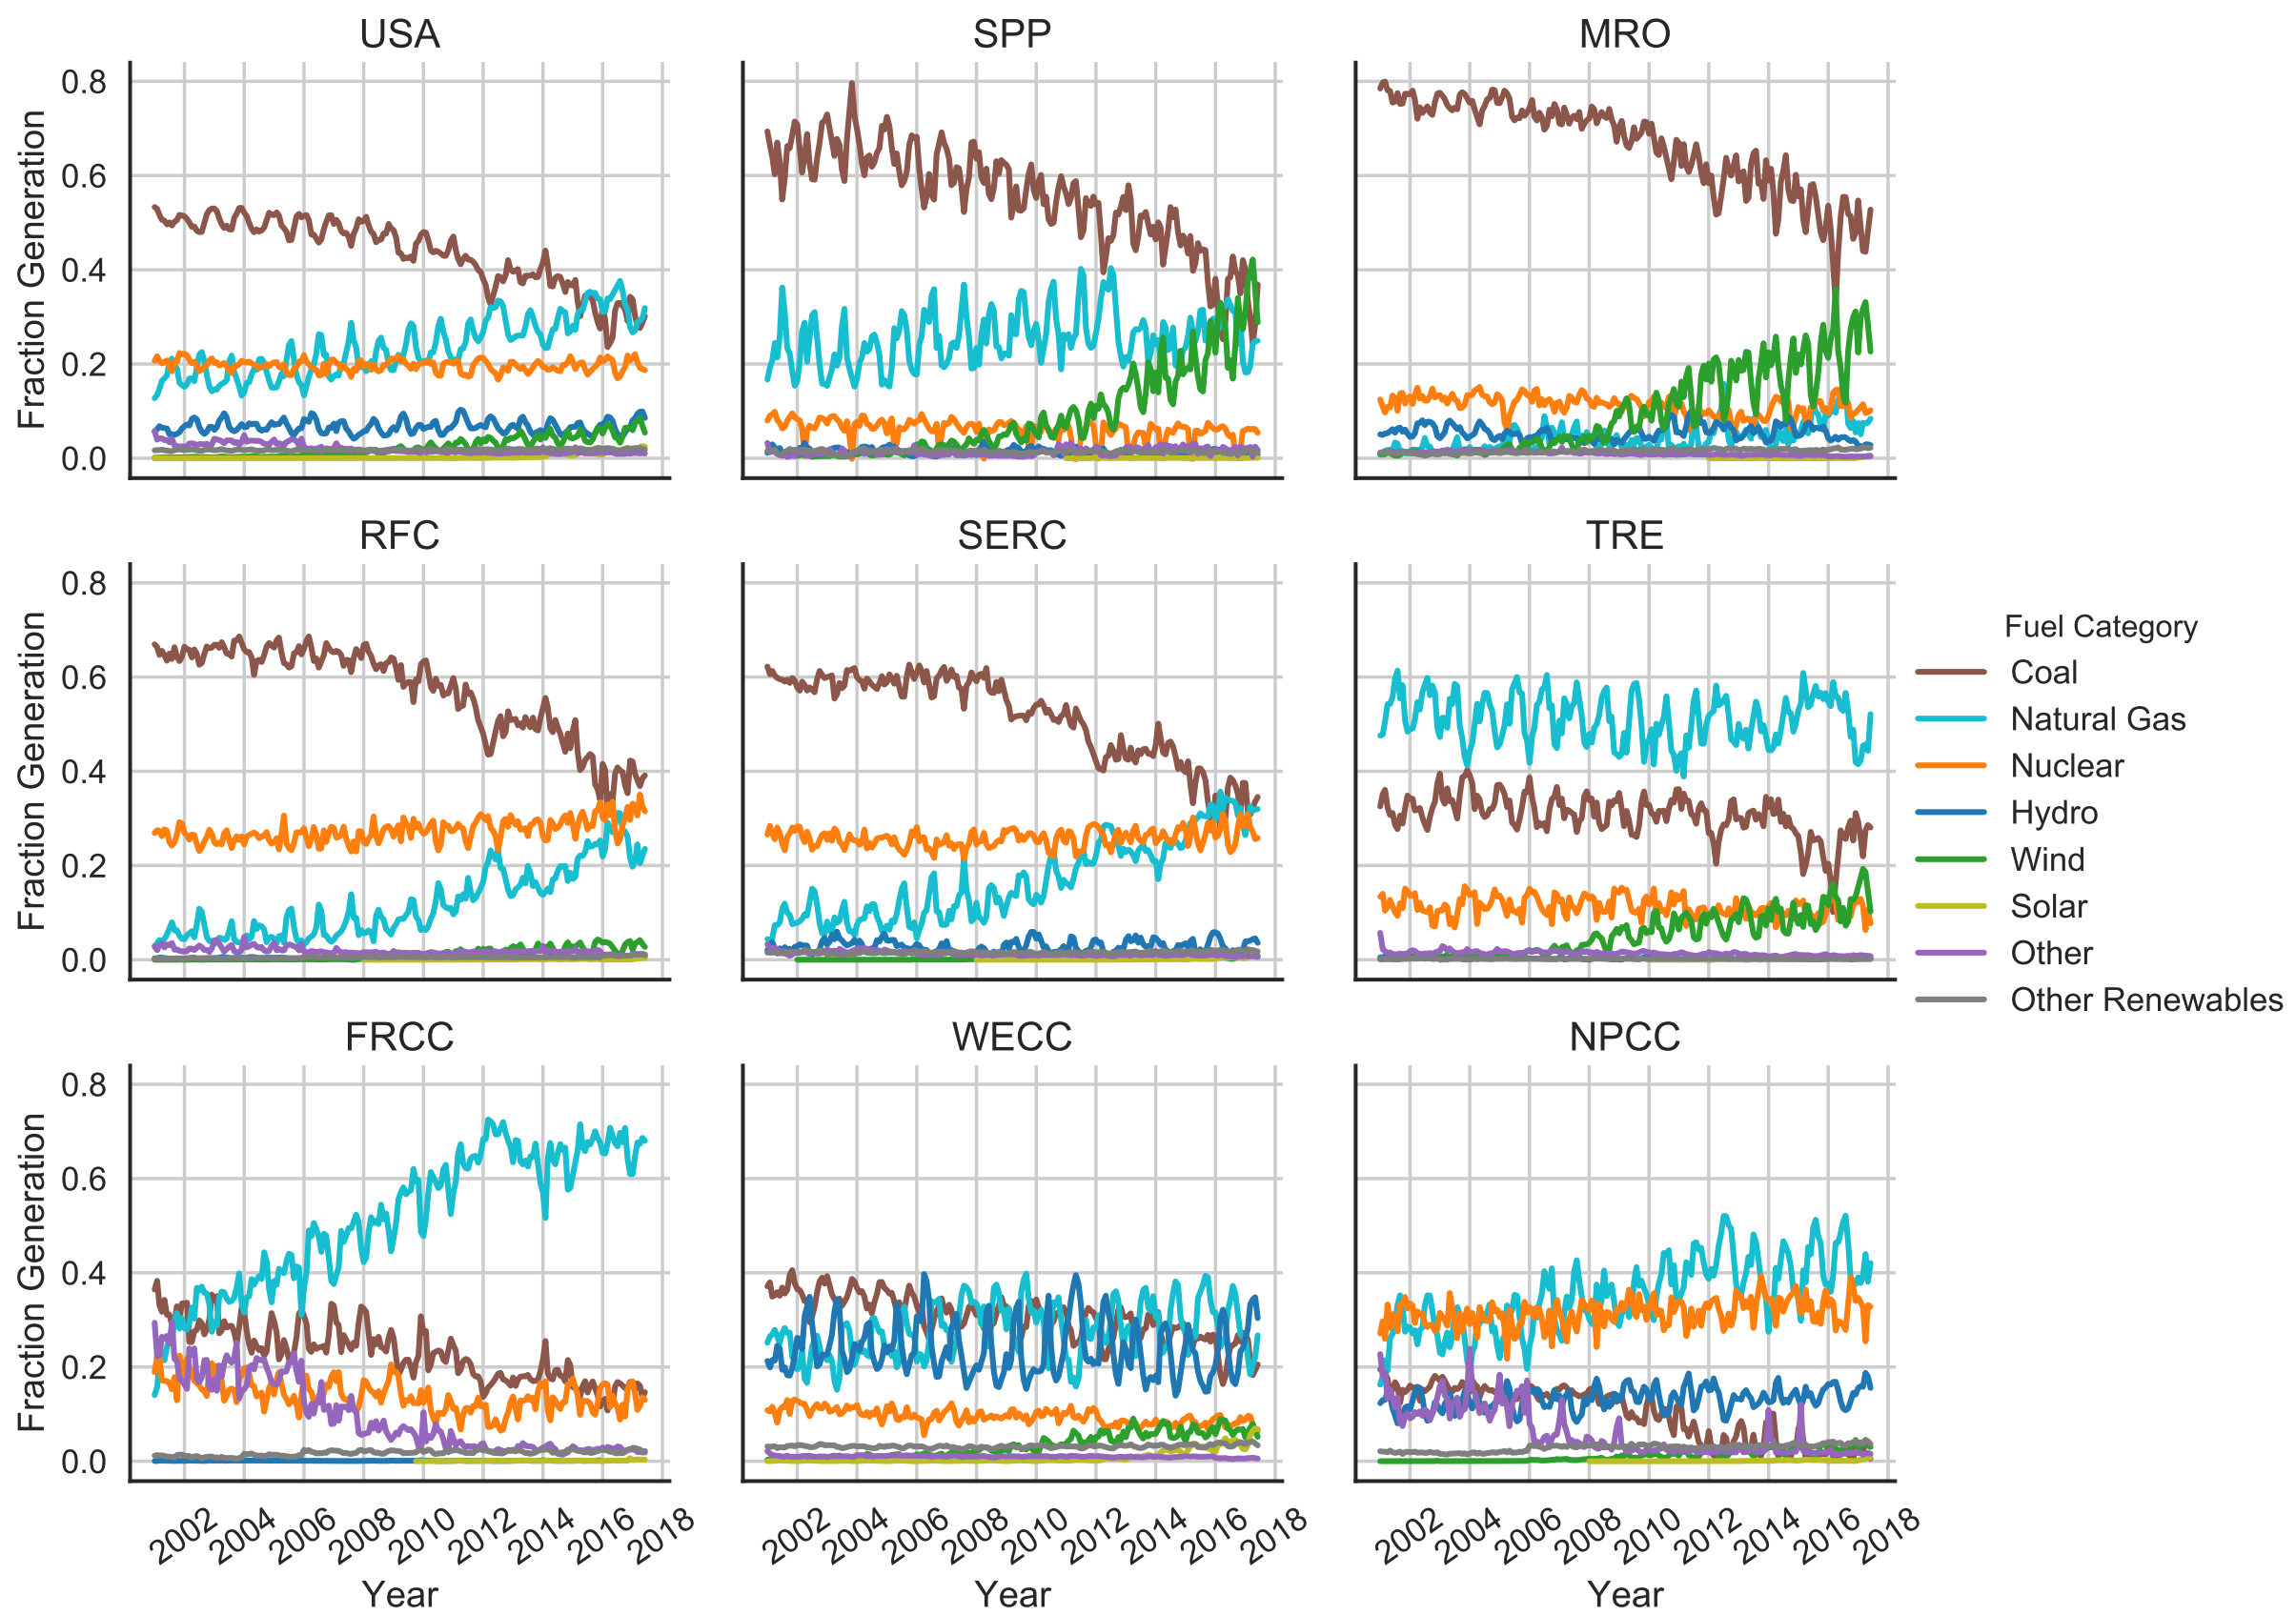 USA
SPP
MRO
Fraction Generation
0.8
0.6
0.4
0.2
0.0
RFC
SERC
TRE
Fraction Generation
0.8
0.6
0.4
0.2
0.0
Fuel Category
Coal
Natural Gas
Nuclear
Hydro
Wind
Solar
Other
Other Renewables
FRCC
WECC
NPCC
Fraction Generation
0.8
0.6
0.4
0.2
0.0
2002 2004 2006 2008 2010 2012 2014 2016 2018
2002 2004 2006 2008 2010 2012 2014 2016 2018
2002 2004 2006 2008 2010 2012 2014 2016 2018
Year
Year
Year